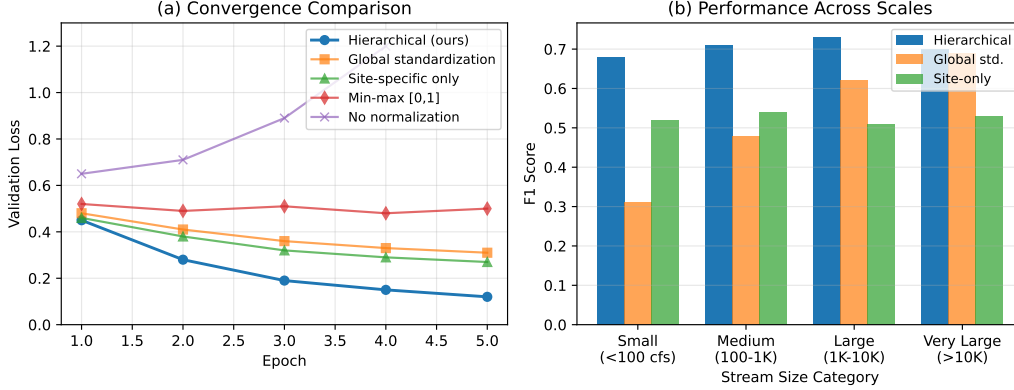 (a) Convergence Comparison
1.2
1.0
0.8
0.6
0.4
0.2
0.0
Validation Loss
Hierarchical (ours)
Global standardization
Site-specific only
Min-max [0,1]
No normalization
1.0 1.5 2.0 2.5 3.0 3.5 4.0 4.5 5.0
Epoch
(b) Performance Across Scales
0.7
0.6
0.5
0.4
0.3
0.2
0.1
0.0
F1 Score
Hierarchical
Global std.
Site-only
Small Medium Large Very Large
(<100 cfs) (100-1K) (1K-10K) (>10K)
Stream Size Category